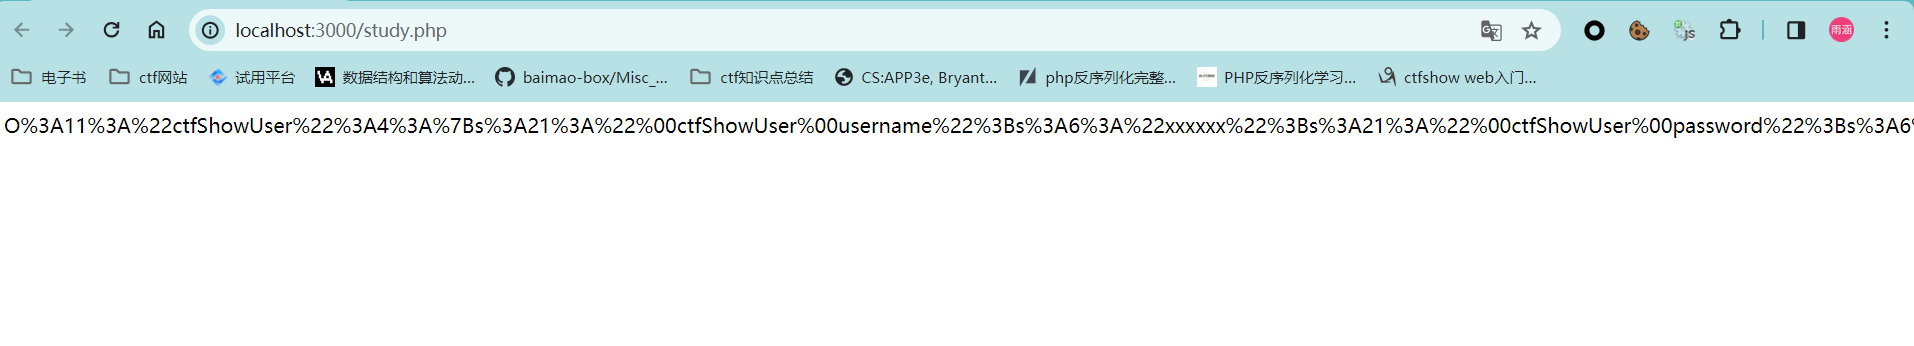 localhost:3000/study.php 雨涵
电子书 ctf网站 试用平台 数据结构和算法动... baimao-box/Misc_... ctf知识点总结 CS:APP3e, Bryant... php反序列化完整... PHP反序列化学习... ctfshow web入门...
O%3A11%3A%22ctfShowUser%22%3A4%3A%7Bs%3A21%3A%22%00ctfShowUser%00username%22%3Bs%3A6%3A%22xxxxxx%22%3Bs%3A21%3A%22%00ctfShowUser%00password%22%3Bs%3A6%